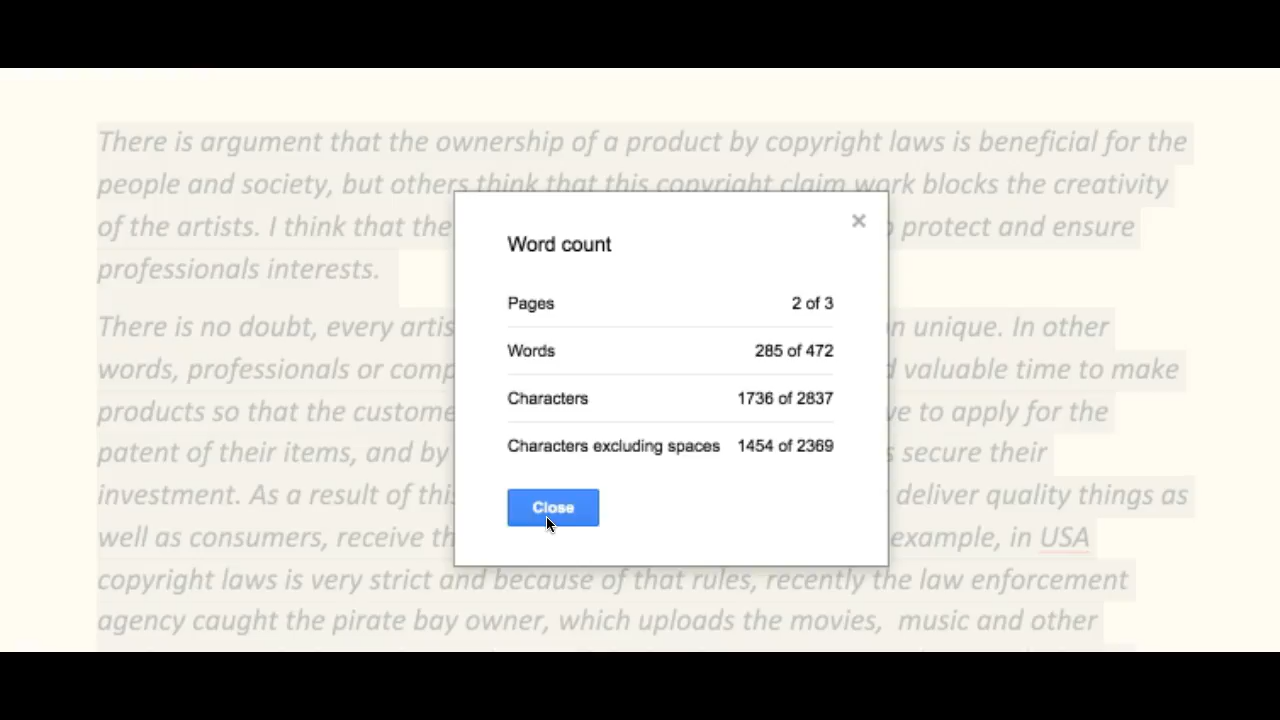 There is argument that the ownership of a product by copyright laws is beneficial for the
people and society, but others think that this copyright claim work blocks the creativity
of the artists. I think that the protect and ensure
professionals interests.
There is no doubt, every unique. In other
words, professionals or valuable time to make
products so that the to apply for the
patent of their items, and by secure their
investment. As a result of deliver quality things as
well as consumers, receive example, in USA
copyright laws is very strict and because of that rules, recently the law enforcement
agency caught the pirate bay owner, which uploads the movies, music and other
Word count
Pages 2 of 3
Words 285 of 472
Characters 1736 of 2837
Characters excluding spaces 1454 of 2369
Close